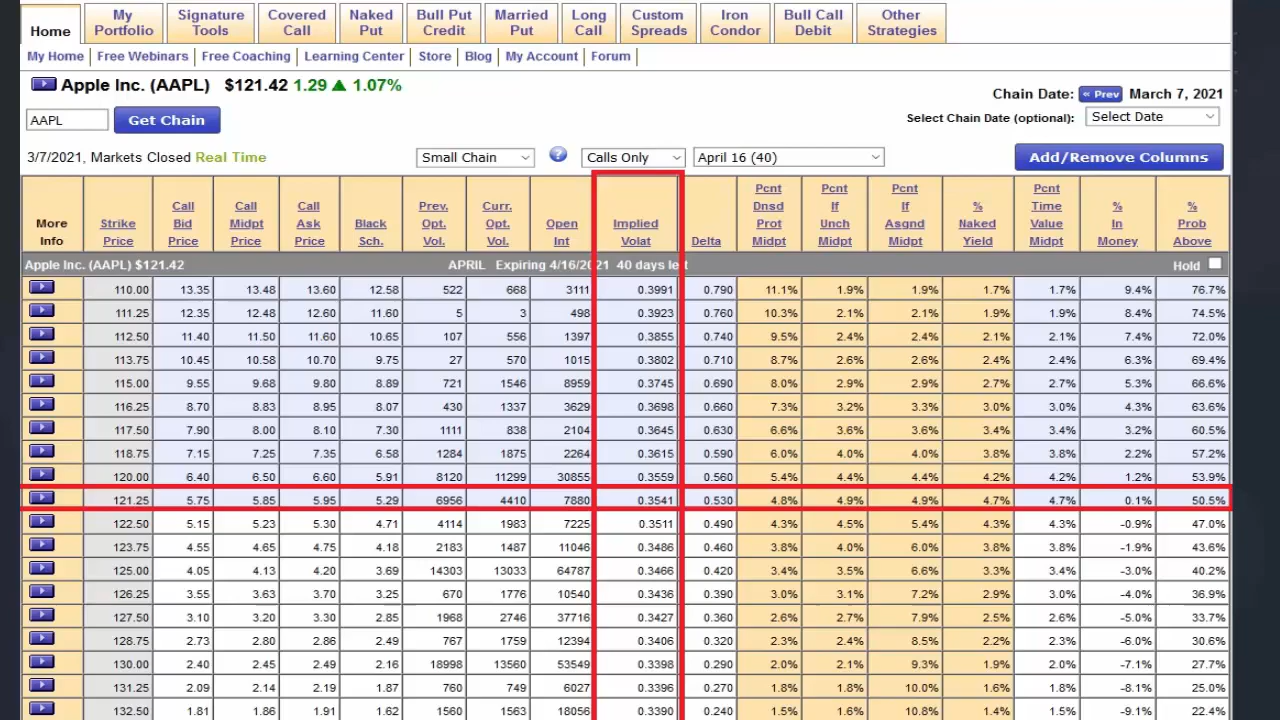 Home
My Portfolio
Signature Tools
Covered Call
Naked Put
Bull Put Credit
Married Put
Long Call
Custom Spreads
Iron Condor
Bull Call Debit
Other Strategies
My Home | Free Webinars | Free Coaching | Learning Center | Store | Blog | My Account | Forum |
Apple Inc. (AAPL) $121.42 1.29 ▲ 1.07%
Chain Date: « Prev March 7, 2021
AAPL Get Chain
Select Chain Date (optional): Select Date
3/7/2021, Markets Closed Real Time Small Chain ? Calls Only April 16 (40) Add/Remove Columns
More Info
Strike Price
Call Bid Price
Call Midpt Price
Call Ask Price
Black Sch.
Prev. Opt. Vol.
Curr. Opt. Vol.
Open Int
Implied Volat
Delta
Pcnt Dnsd Prot Midpt
Pcnt If Unch Midpt
Pcnt If Asgnd Midpt
% Naked Yield
Pcnt Time Value Midpt
% In Money
% Prob Above
Apple Inc. (AAPL) $121.42 APRIL Expiring 4/16/2021 40 days left Hold
110.00 13.35 13.48 13.60 12.58 522 668 3111 0.3991 0.790 11.1% 1.9% 1.9% 1.7% 1.7% 9.4% 76.7%
111.25 12.35 12.48 12.60 11.60 5 3 498 0.3923 0.760 10.3% 2.1% 2.1% 1.9% 1.9% 8.4% 74.5%
112.50 11.40 11.50 11.60 10.65 107 556 1397 0.3855 0.740 9.5% 2.4% 2.4% 2.1% 2.1% 7.4% 72.0%
113.75 10.45 10.58 10.70 9.75 27 570 1015 0.3802 0.710 8.7% 2.6% 2.6% 2.4% 2.4% 6.3% 69.4%
115.00 9.55 9.68 9.80 8.89 721 1546 8959 0.3745 0.690 8.0% 2.9% 2.9% 2.7% 2.7% 5.3% 66.6%
116.25 8.70 8.83 8.95 8.07 430 1337 3629 0.3698 0.660 7.3% 3.2% 3.3% 3.0% 3.0% 4.3% 63.6%
117.50 7.90 8.00 8.10 7.30 1111 838 2104 0.3645 0.630 6.6% 3.6% 3.6% 3.4% 3.4% 3.2% 60.5%
118.75 7.15 7.25 7.35 6.58 1284 1875 2264 0.3615 0.590 6.0% 4.0% 4.0% 3.8% 3.8% 2.2% 57.2%
120.00 6.40 6.50 6.60 5.91 8120 11299 30855 0.3559 0.560 5.4% 4.4% 4.4% 4.2% 4.2% 1.2% 53.9%
121.25 5.75 5.85 5.95 5.29 6956 4410 7880 0.3541 0.530 4.8% 4.9% 4.9% 4.7% 4.7% 0.1% 50.5%
122.50 5.15 5.23 5.30 4.71 4114 1983 7225 0.3511 0.490 4.3% 4.5% 5.4% 4.3% 4.3% -0.9% 47.0%
123.75 4.55 4.65 4.75 4.18 2183 1487 11046 0.3486 0.460 3.8% 4.0% 6.0% 3.8% 3.8% -1.9% 43.6%
125.00 4.05 4.13 4.20 3.69 14303 13033 64787 0.3466 0.420 3.4% 3.5% 6.6% 3.3% 3.4% -3.0% 40.2%
126.25 3.55 3.63 3.70 3.25 670 1776 10540 0.3436 0.390 3.0% 3.1% 7.2% 2.9% 3.0% -4.0% 36.9%
127.50 3.10 3.20 3.30 2.85 1968 2746 37716 0.3427 0.360 2.6% 2.7% 7.9% 2.5% 2.6% -5.0% 33.7%
128.75 2.73 2.80 2.86 2.49 767 1759 12394 0.3406 0.320 2.3% 2.4% 8.5% 2.2% 2.3% -6.0% 30.6%
130.00 2.40 2.45 2.49 2.16 18998 13560 53549 0.3398 0.290 2.0% 2.1% 9.3% 1.9% 2.0% -7.1% 27.7%
131.25 2.09 2.14 2.19 1.87 760 749 6027 0.3396 0.270 1.8% 1.8% 10.0% 1.6% 1.8% -8.1% 25.0%
132.50 1.81 1.86 1.91 1.62 1560 1563 18056 0.3390 0.240 1.5% 1.6% 10.8% 1.4% 1.5% -9.1% 22.4%